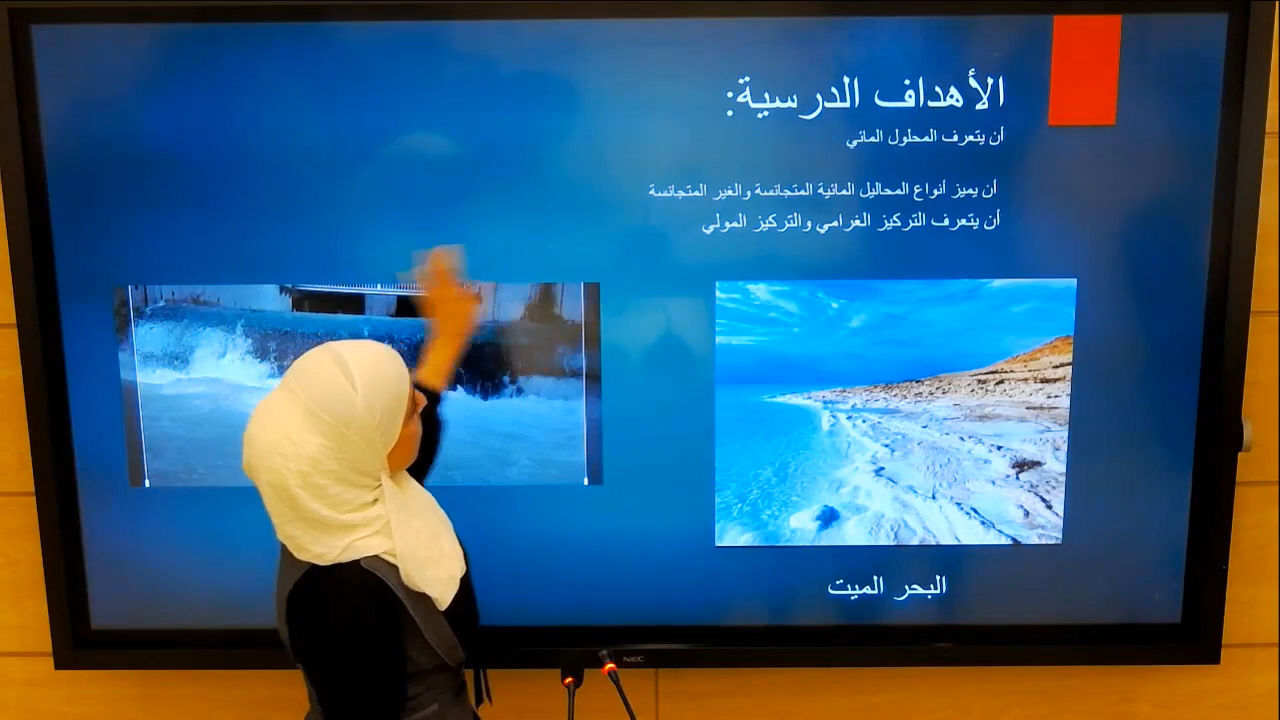 الأهداف الدرسية:
أن يتعرف المحلول المائي
أن يميز أنواع المحاليل المائية المتجانسة والغير المتجانسة
أن يتعرف التركيز الغرامي والتركيز المولي
البحر الميت
NEC